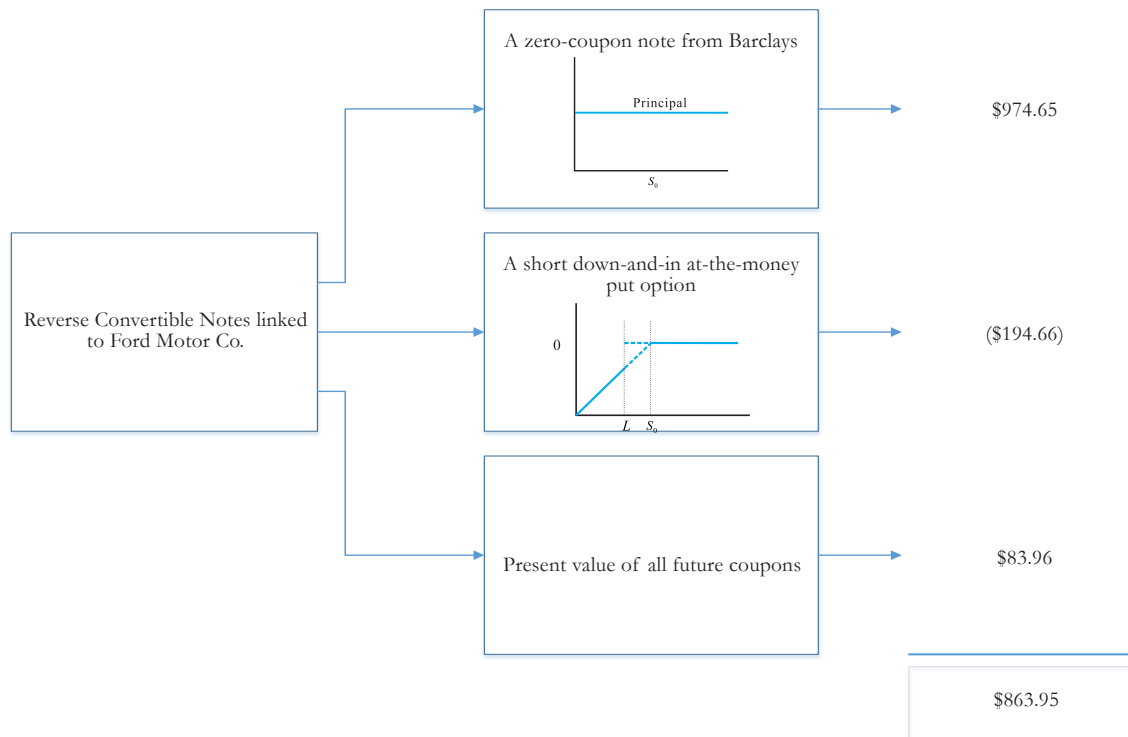 A zero-coupon note from Barclays
Principal
S₀
$974.65
Reverse Convertible Notes linked
to Ford Motor Co.
A short down-and-in at-the-money
put option
0
L S₀
($194.66)
Present value of all future coupons
$83.96
$863.95